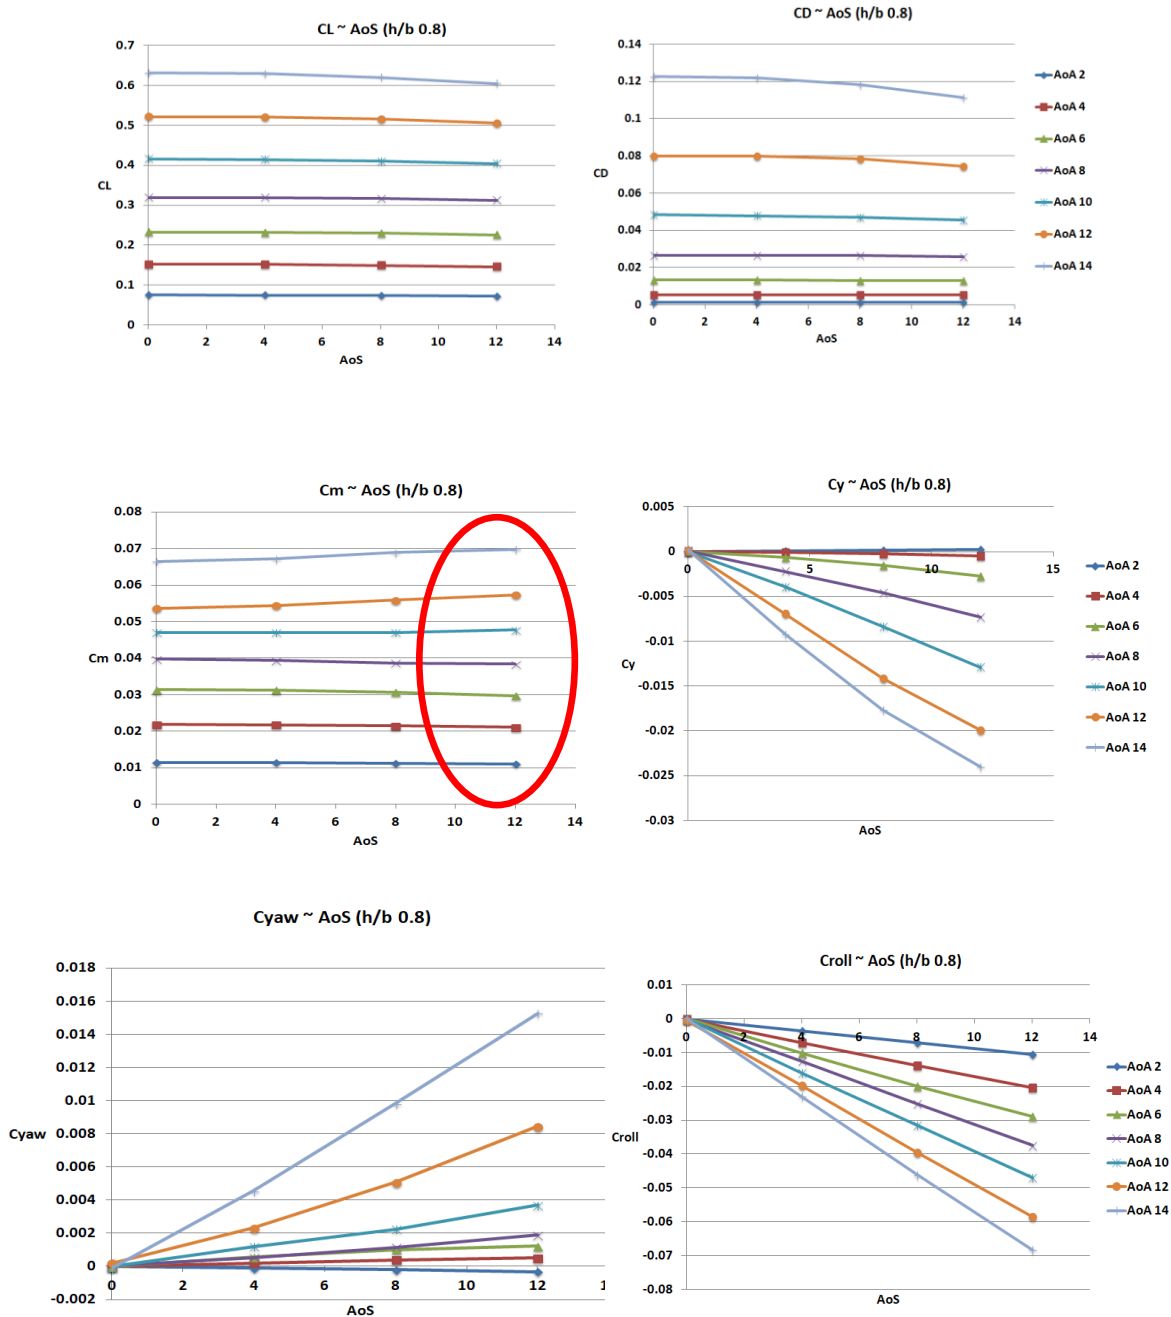 CL ~ AoS (h/b 0.8)
0.7
0.6
0.5
0.4
0.3
0.2
0.1
0
CL
0 2 4 6 8 10 12 14
AoS
CD ~ AoS (h/b 0.8)
0.14
0.12
0.1
0.08
0.06
0.04
0.02
0
CD
0 2 4 6 8 10 12 14
AoS
AoA 2
AoA 4
AoA 6
AoA 8
AoA 10
AoA 12
AoA 14
Cm ~ AoS (h/b 0.8)
0.08
0.07
0.06
0.05
0.04
0.03
0.02
0.01
0
Cm
0 2 4 6 8 10 12 14
AoS
Cy ~ AoS (h/b 0.8)
0.005
0
-0.005
-0.01
-0.015
-0.02
-0.025
-0.03
Cy
0 5 10 15
AoS
AoA 2
AoA 4
AoA 6
AoA 8
AoA 10
AoA 12
AoA 14
Cyaw ~ AoS (h/b 0.8)
0.018
0.016
0.014
0.012
0.01
0.008
0.006
0.004
0.002
0
-0.002
Cyaw
0 2 4 6 8 10 12 1
AoS
Croll ~ AoS (h/b 0.8)
0.01
0
-0.01
-0.02
-0.03
-0.04
-0.05
-0.06
-0.07
-0.08
Croll
0 2 4 6 8 10 12 14
AoS
AoA 2
AoA 4
AoA 6
AoA 8
AoA 10
AoA 12
AoA 14